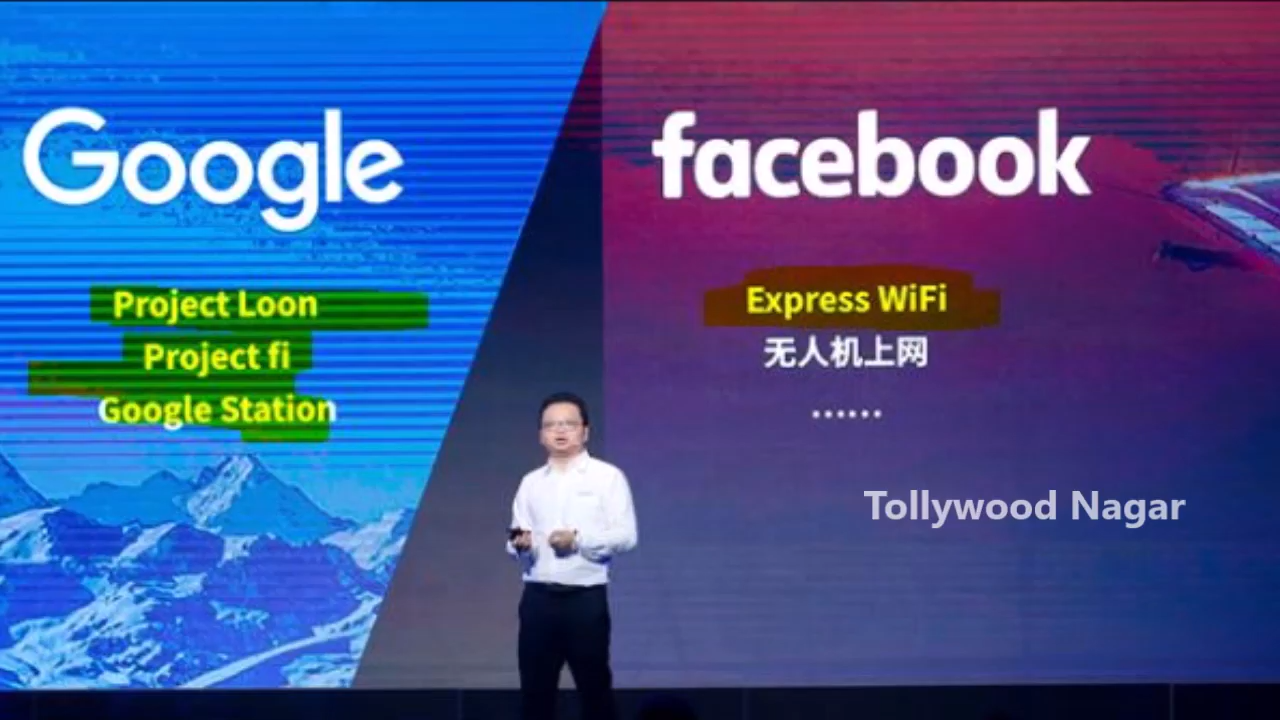 Google
Project Loon
Project fi
Google Station
facebook
Express WiFi
无人机上网
······
Tollywood Nagar